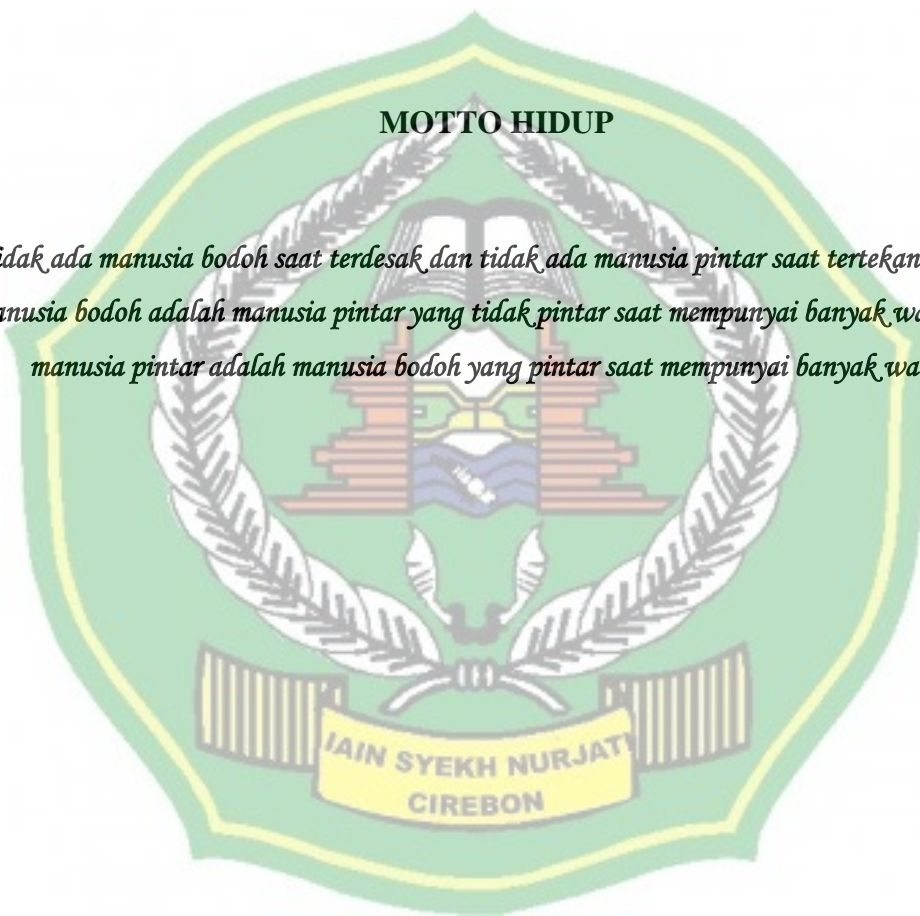 MOTTO HIDUP
idak ada manusia bodoh saat terdesak dan tidak ada manusia pintar saat tertekan
anusia bodoh adalah manusia pintar yang tidak pintar saat mempunyai banyak wa
manusia pintar adalah manusia bodoh yang pintar saat mempunyai banyak wa
IAIN SYEKH NURJATI
CIREBON